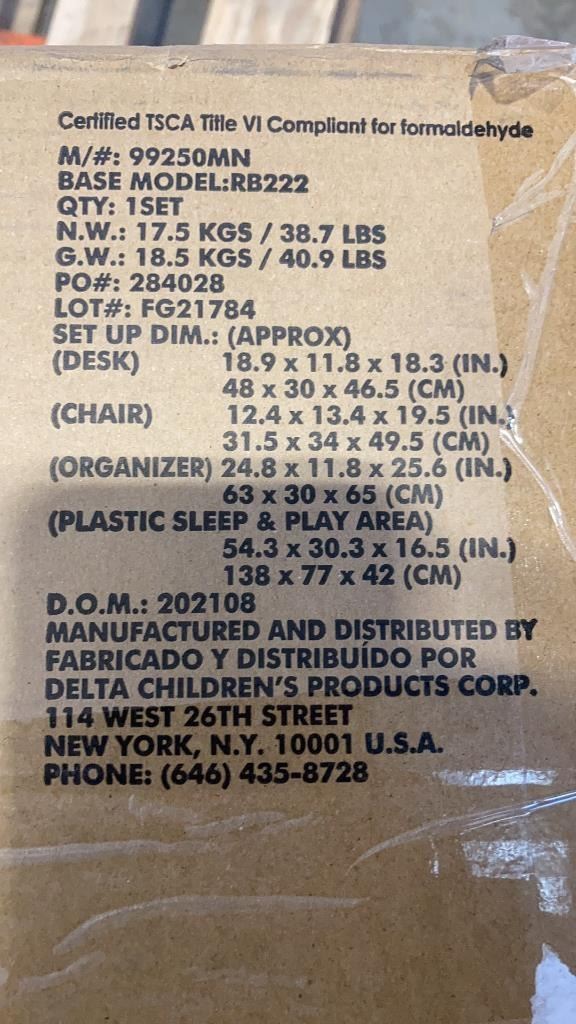 Certified TSCA Title VI Compliant for formaldehyde
M/#: 99250MN
BASE MODEL:RB222
QTY: 1SET
N.W.: 17.5 KGS / 38.7 LBS
G.W.: 18.5 KGS / 40.9 LBS
PO#: 284028
LOT#: FG21784
SET UP DIM.: (APPROX)
(DESK) 18.9 x 11.8 x 18.3 (IN.)
48 x 30 x 46.5 (CM)
(CHAIR) 12.4 x 13.4 x 19.5 (IN.)
31.5 x 34 x 49.5 (CM)
(ORGANIZER) 24.8 x 11.8 x 25.6 (IN.)
63 x 30 x 65 (CM)
(PLASTIC SLEEP & PLAY AREA)
54.3 x 30.3 x 16.5 (IN.)
138 x 77 x 42 (CM)
D.O.M.: 202108
MANUFACTURED AND DISTRIBUTED BY
FABRICADO Y DISTRIBUÍDO POR
DELTA CHILDREN'S PRODUCTS CORP.
114 WEST 26TH STREET
NEW YORK, N.Y. 10001 U.S.A.
PHONE: (646) 435-8728